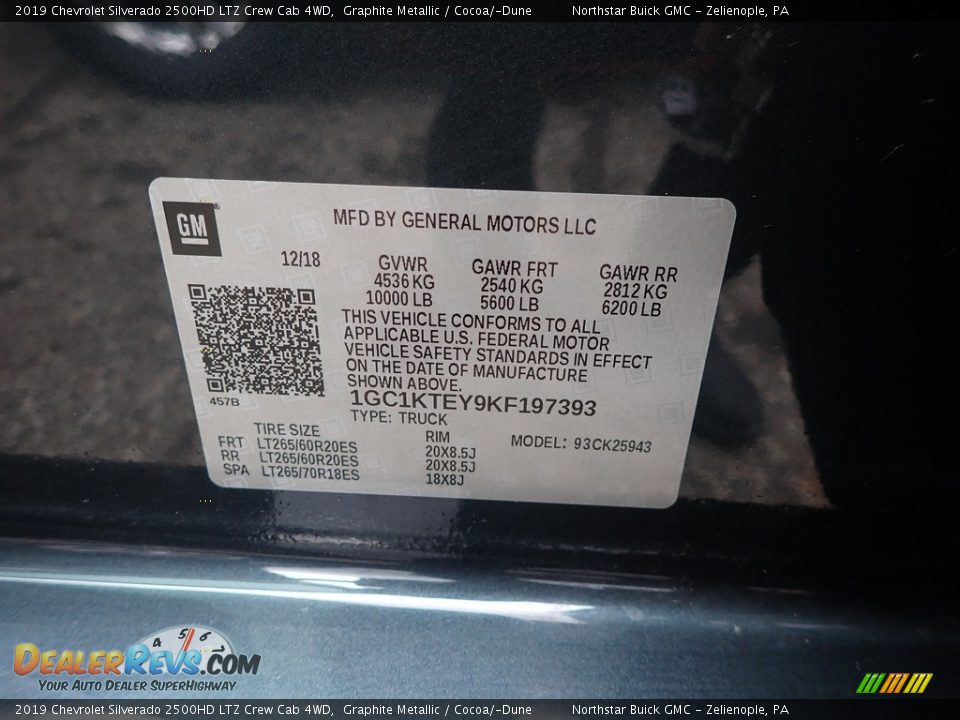 2019 Chevrolet Silverado 2500HD LTZ Crew Cab 4WD, Graphite Metallic / Cocoa/-Dune Northstar Buick GMC - Zelienople, PA
GM
MFD BY GENERAL MOTORS LLC
12/18 GVWR GAWR FRT GAWR RR
4536 KG 2540 KG 2812 KG
10000 LB 5600 LB 6200 LB
THIS VEHICLE CONFORMS TO ALL
APPLICABLE U.S. FEDERAL MOTOR
VEHICLE SAFETY STANDARDS IN EFFECT
ON THE DATE OF MANUFACTURE
SHOWN ABOVE.
457B
1GC1KTEY9KF197393
TYPE: TRUCK
TIRE SIZE RIM MODEL: 93CK25943
FRT LT265/60R20ES 20X8.5J
RR LT265/60R20ES 20X8.5J
SPA LT265/70R18ES 18X8J
4 5 6
DEALERREVS.COM
YOUR AUTO DEALER SUPERHIGHWAY
2019 Chevrolet Silverado 2500HD LTZ Crew Cab 4WD, Graphite Metallic / Cocoa/-Dune Northstar Buick GMC - Zelienople, PA